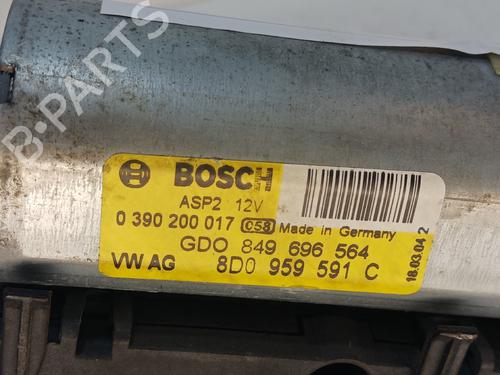 B-PARTS
BOSCH
ASP2 12V
0 390 200 017 C58 Made in Germany
GDO 849 696 564
VW AG 8D0 959 591 C
18.03.04 2